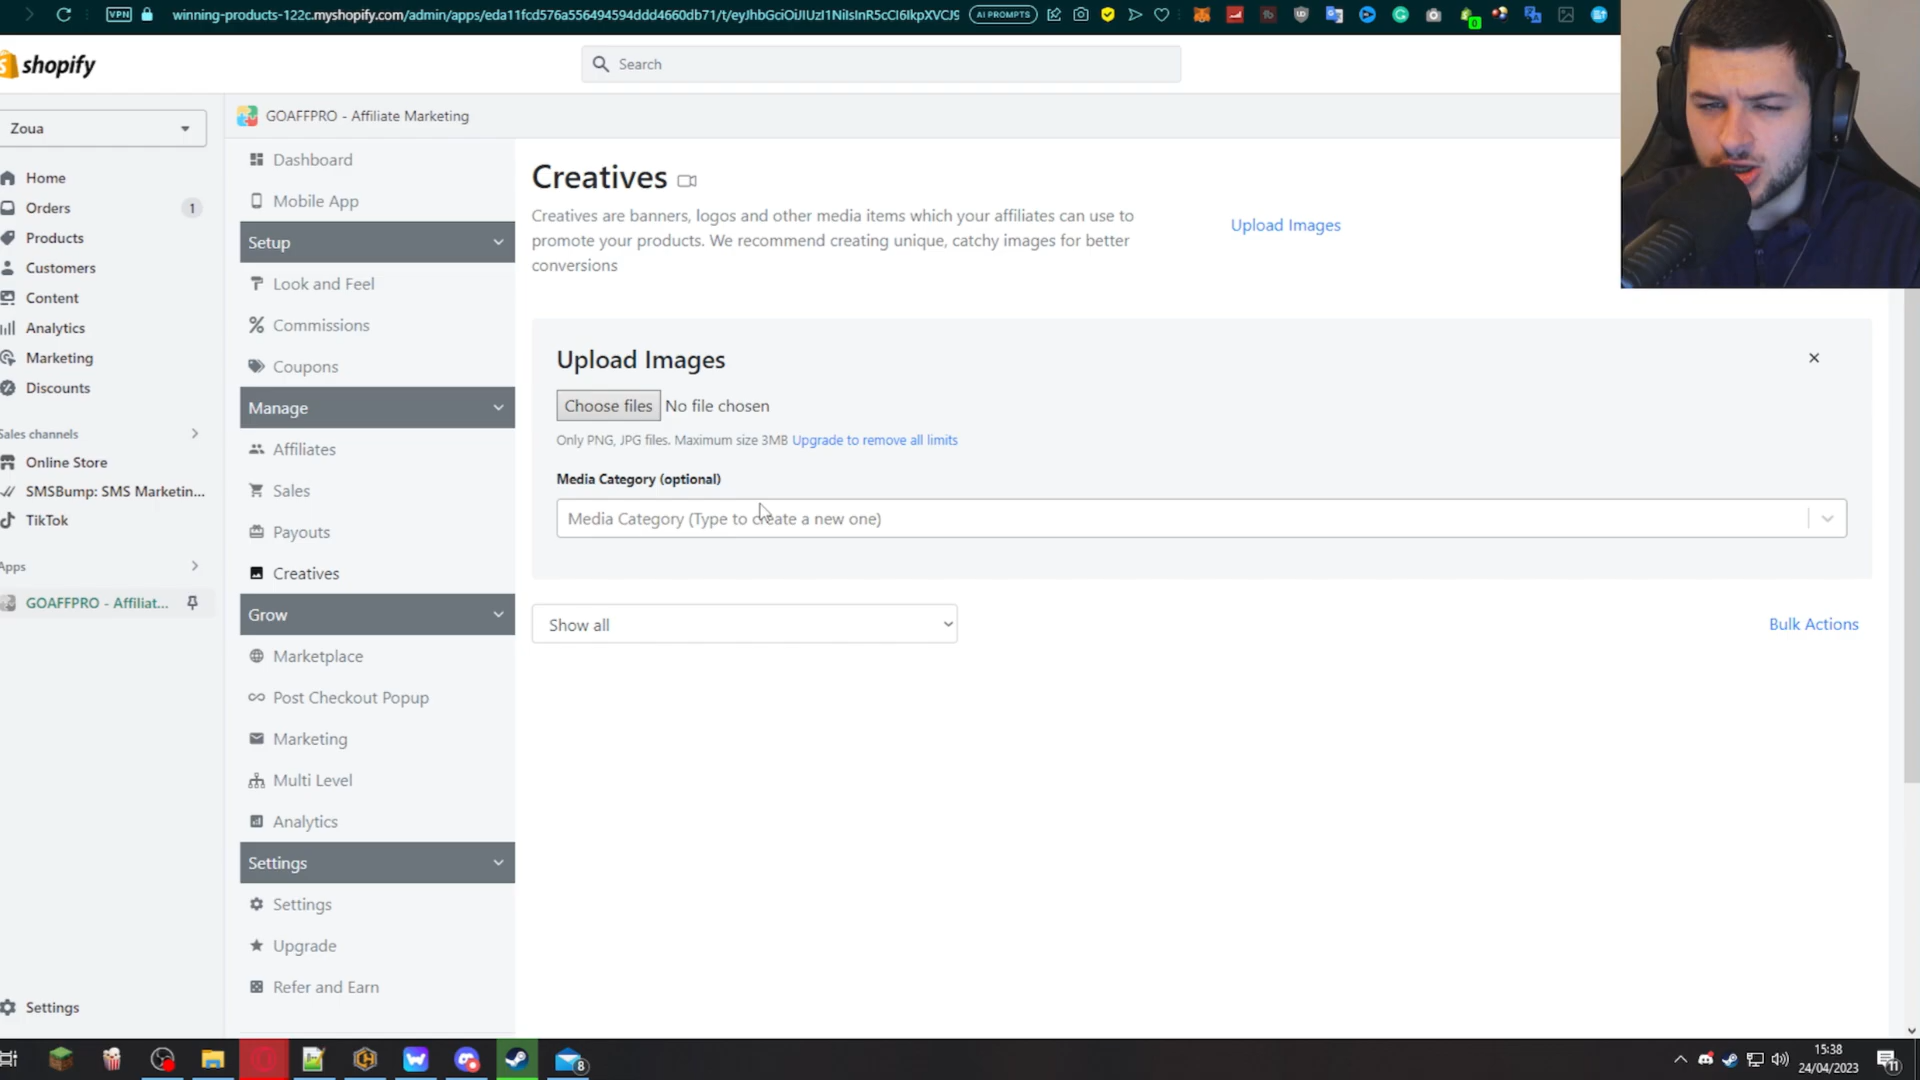 winning-products-122c.myshopify.com/admin/apps/eda11fcd576a556494594ddd4660db71/t/eyJhbGciOiJIUzI1NiIsInR5cCI6IkpXVCJ9
VPN
AI PROMPTS
shopify
Search
Zoua
GOAFFPRO - Affiliate Marketing
Home
Orders
1
Products
Customers
Content
Analytics
Marketing
Discounts
Sales channels
Online Store
SMSBump: SMS Marketin...
TikTok
Apps
GOAFFPRO - Affiliat...
Settings
Dashboard
Mobile App
Setup
Look and Feel
Commissions
Coupons
Manage
Affiliates
Sales
Payouts
Creatives
Grow
Marketplace
Post Checkout Popup
Marketing
Multi Level
Analytics
Settings
Settings
Upgrade
Refer and Earn
Creatives
Creatives are banners, logos and other media items which your affiliates can use to
promote your products. We recommend creating unique, catchy images for better
conversions
Upload Images
Upload Images
Choose files No file chosen
Only PNG, JPG files. Maximum size 3MB Upgrade to remove all limits
Media Category (optional)
Media Category (Type to create a new one)
Show all
Bulk Actions
0
8
15:38
24/04/2023
11